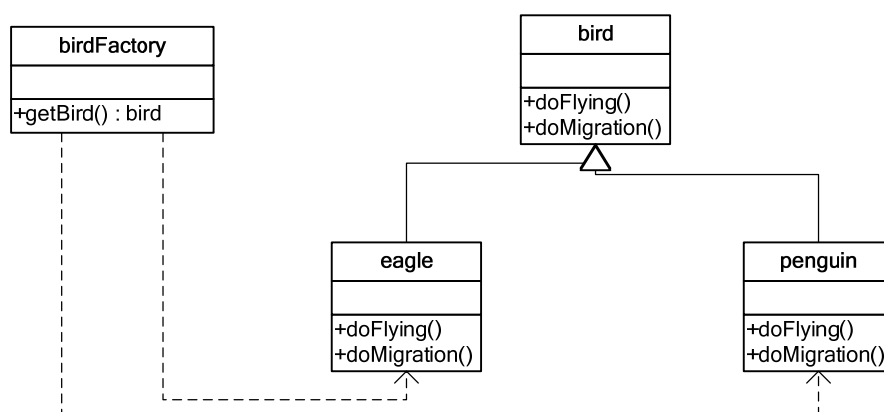 birdFactory
+getBird() : bird
bird
+doFlying()
+doMigration()
eagle
+doFlying()
+doMigration()
penguin
+doFlying()
+doMigration()